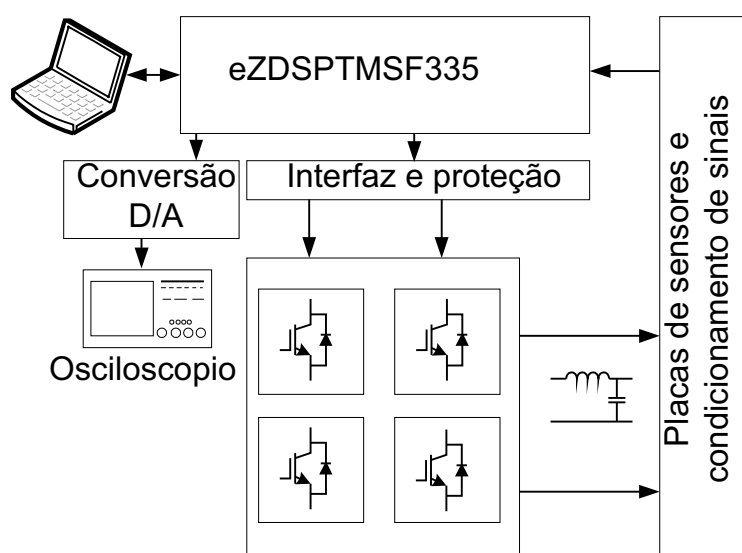 eZDSPTMSF335
Conversão
D/A
Interfaz e proteção
Osciloscopio
Placas de sensores e
condicionamento de sinais